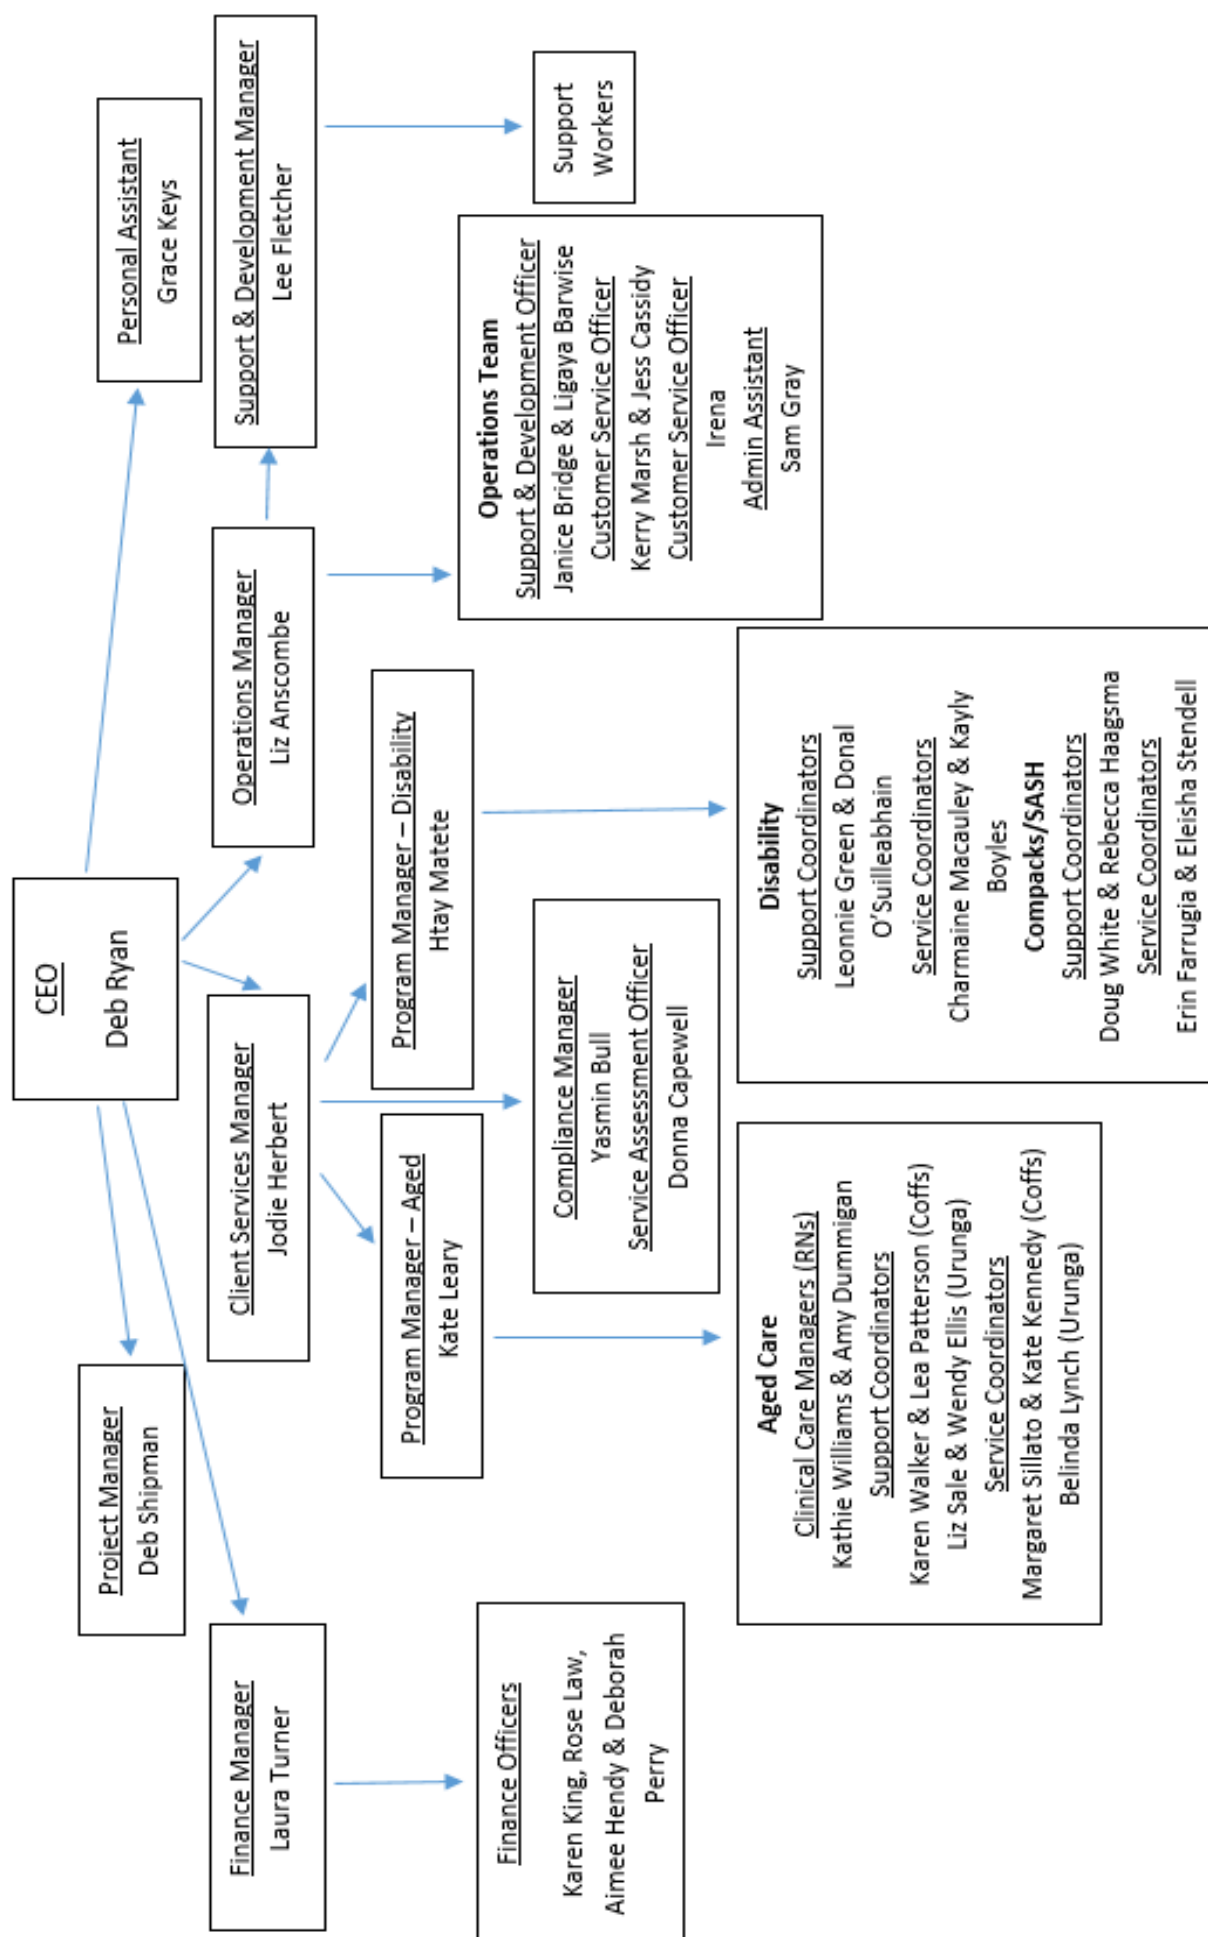 CEO
Deb Ryan
Project Manager
Deb Shipman
Personal Assistant
Grace Keys
Finance Manager
Laura Turner
Client Services Manager
Jodie Herbert
Operations Manager
Liz Anscombe
Support & Development Manager
Lee Fletcher
Program Manager – Aged
Kate Leary
Program Manager – Disability
Htay Matete
Finance Officers
Karen King, Rose Law,
Aimee Hendy & Deborah
Perry
Compliance Manager
Yasmin Bull
Service Assessment Officer
Donna Capewell
Operations Team
Support & Development Officer
Janice Bridge & Ligaya Barwise
Customer Service Officer
Kerry Marsh & Jess Cassidy
Customer Service Officer
Irena
Admin Assistant
Sam Gray
Support
Workers
Aged Care
Clinical Care Managers (RNs)
Kathie Williams & Amy Dummigan
Support Coordinators
Karen Walker & Lea Patterson (Coffs)
Liz Sale & Wendy Ellis (Urunga)
Service Coordinators
Margaret Sillato & Kate Kennedy (Coffs)
Belinda Lynch (Urunga)
Disability
Support Coordinators
Leonnie Green & Donal
O'Suilleabhain
Service Coordinators
Charmaine Macauley & Kayly
Boyles
Compacks/SASH
Support Coordinators
Doug White & Rebecca Haagsma
Service Coordinators
Erin Farrugia & Eleisha Stendell